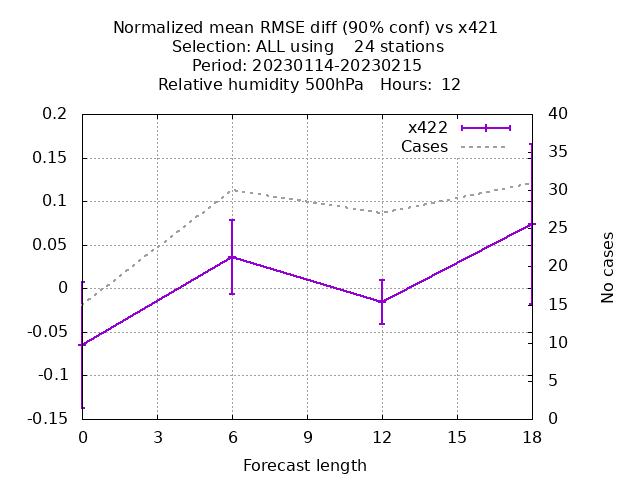 Normalized mean RMSE diff (90% conf) vs x421
Selection: ALL using    24 stations
Period: 20230114-20230215
Relative humidity 500hPa   Hours:  12
x422
Cases
0.2
0.15
0.1
0.05
0
-0.05
-0.1
-0.15
40
35
30
25
20
15
10
5
0
No cases
0 3 6 9 12 15 18
Forecast length